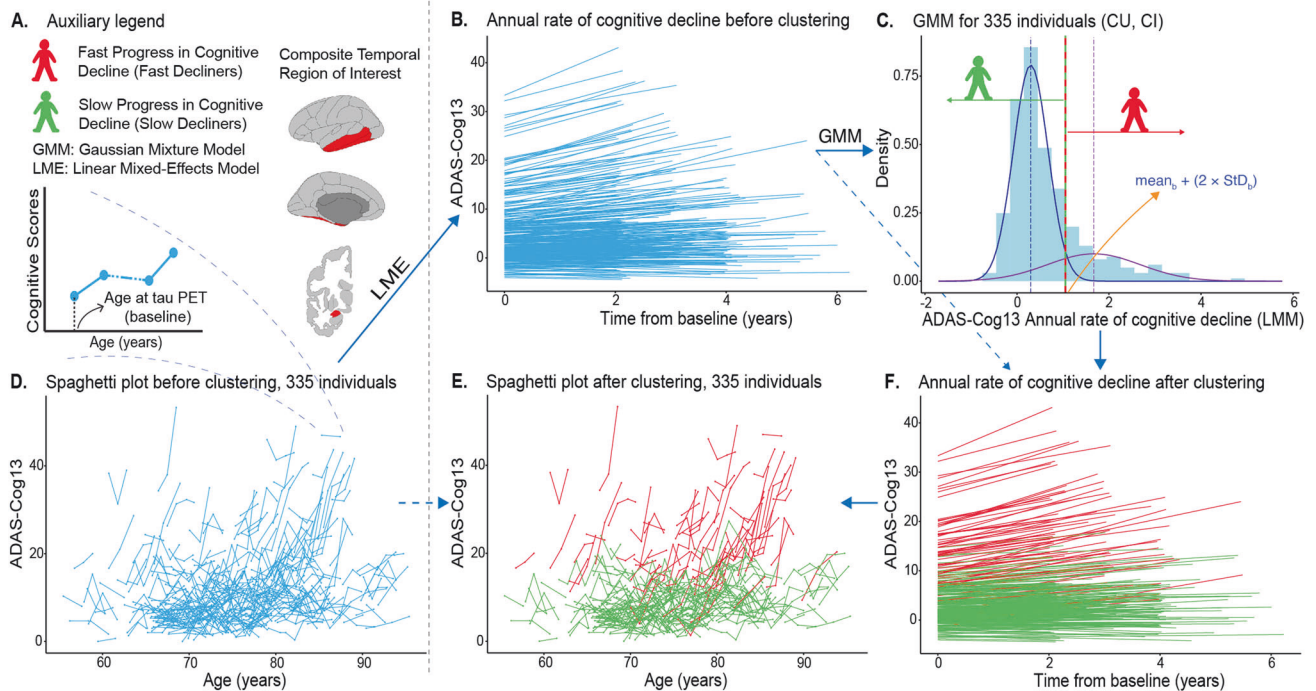 A. Auxiliary legend
Fast Progress in Cognitive
Decline (Fast Decliners)
Slow Progress in Cognitive
Decline (Slow Decliners)
GMM: Gaussian Mixture Model
LME: Linear Mixed-Effects Model
Composite Temporal
Region of Interest
Cognitive Scores
Age at tau PET
(baseline)
Age (years)
LME
B. Annual rate of cognitive decline before clustering
ADAS-Cog13
40
30
20
10
0
0 2 4 6
Time from baseline (years)
GMM
C. GMM for 335 individuals (CU, CI)
Density
0.75
0.50
0.25
0.00
mean_b + (2 × StD_b)
-2 0 2 4 6
ADAS-Cog13 Annual rate of cognitive decline (LMM)
D. Spaghetti plot before clustering, 335 individuals
ADAS-Cog13
40
20
0
60 70 80 90
Age (years)
E. Spaghetti plot after clustering, 335 individuals
ADAS-Cog13
40
20
0
60 70 80 90
Age (years)
F. Annual rate of cognitive decline after clustering
ADAS-Cog13
40
30
20
10
0
0 2 4 6
Time from baseline (years)